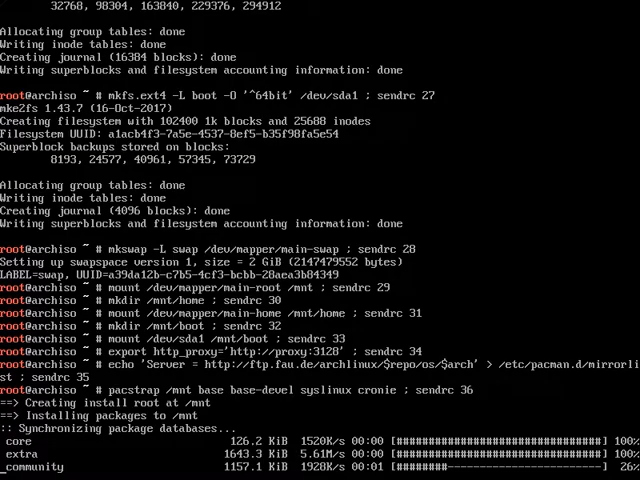 32768, 98304, 163840, 229376, 294912
Allocating group tables: done
Writing inode tables: done
Creating journal (16384 blocks): done
Writing superblocks and filesystem accounting information: done
root@archiso ~ # mkfs.ext4 -L boot -O '^64bit' /dev/sda1 ; sendrc 27
mke2fs 1.43.7 (16-Oct-2017)
Creating filesystem with 102400 1k blocks and 25688 inodes
Filesystem UUID: a1acb4f3-7a5e-4537-8ef5-b35f98fa5e54
Superblock backups stored on blocks:
8193, 24577, 40961, 57345, 73729
Allocating group tables: done
Writing inode tables: done
Creating journal (4096 blocks): done
Writing superblocks and filesystem accounting information: done
root@archiso ~ # mkswap -L swap /dev/mapper/main-swap ; sendrc 28
Setting up swapspace version 1, size = 2 GiB (2147479552 bytes)
LABEL=swap, UUID=a39da12b-c7b5-4cf3-bcbb-28aea3b84349
root@archiso ~ # mount /dev/mapper/main-root /mnt ; sendrc 29
root@archiso ~ # mkdir /mnt/home ; sendrc 30
root@archiso ~ # mount /dev/mapper/main-home /mnt/home ; sendrc 31
root@archiso ~ # mkdir /mnt/boot ; sendrc 32
root@archiso ~ # mount /dev/sda1 /mnt/boot ; sendrc 33
root@archiso ~ # export http_proxy='http://proxy:3128' ; sendrc 34
root@archiso ~ # echo 'Server = http://ftp.fau.de/archlinux/$repo/os/$arch' > /etc/pacman.d/mirrorli
st ; sendrc 35
root@archiso ~ # pacstrap /mnt base base-devel syslinux cronie ; sendrc 36
==> Creating install root at /mnt
==> Installing packages to /mnt
:: Synchronizing package databases...
core 126.2 KiB 1520K/s 00:00 [######################################] 100%
extra 1643.3 KiB 5.61M/s 00:00 [######################################] 100%
community 1157.1 KiB 1928K/s 00:01 [#########-----------------------------] 26%